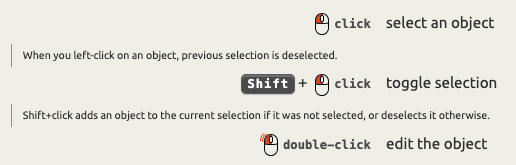 click select an object
When you left-click on an object, previous selection is deselected.
Shift + click toggle selection
Shift+click adds an object to the current selection if it was not selected, or deselects it otherwise.
double-click edit the object